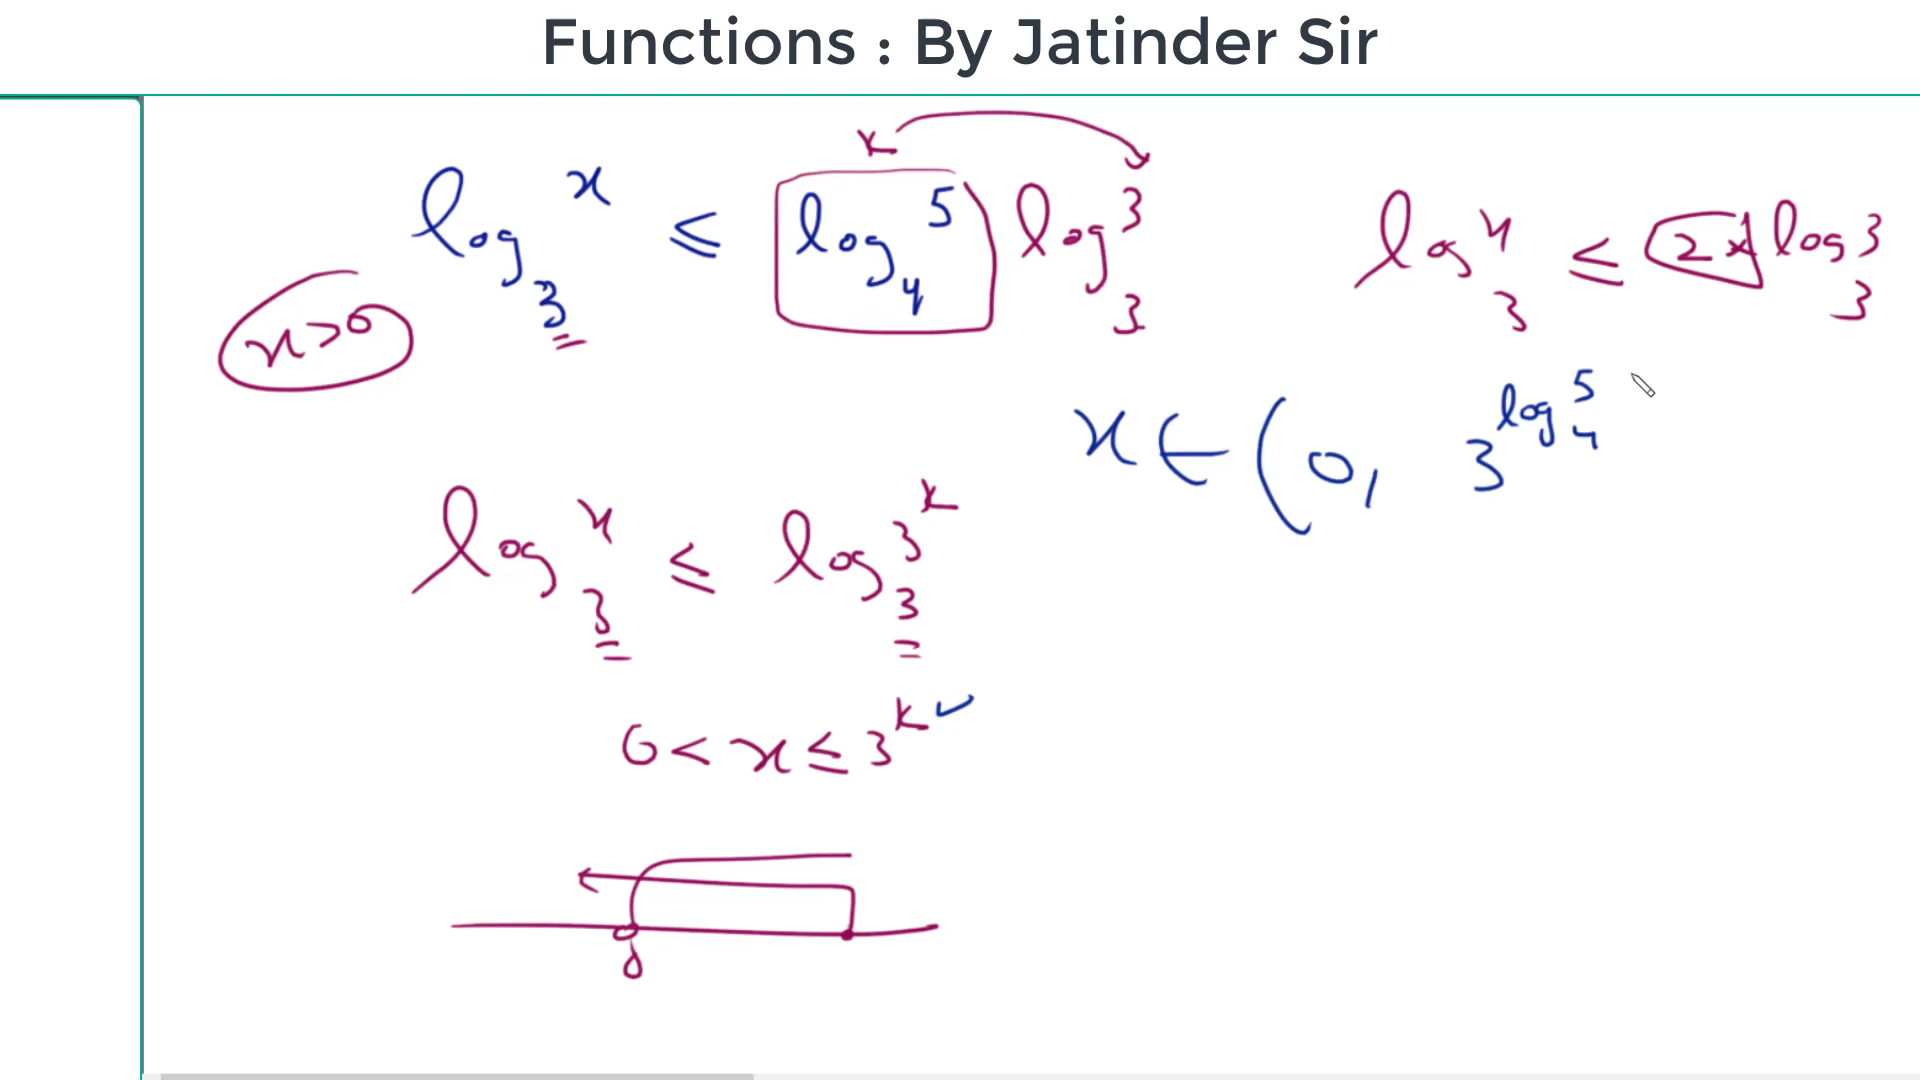 Functions : By Jatinder Sir
k
log₃ x ≤ log₄ 5 log₃ 3
log₃ x ≤ 2 × log₃ 3
x > 0
x ∈ (0, 3^(log₄ 5)
log₃ x ≤ log₃ 3^k
0 < x ≤ 3^k ✓
0